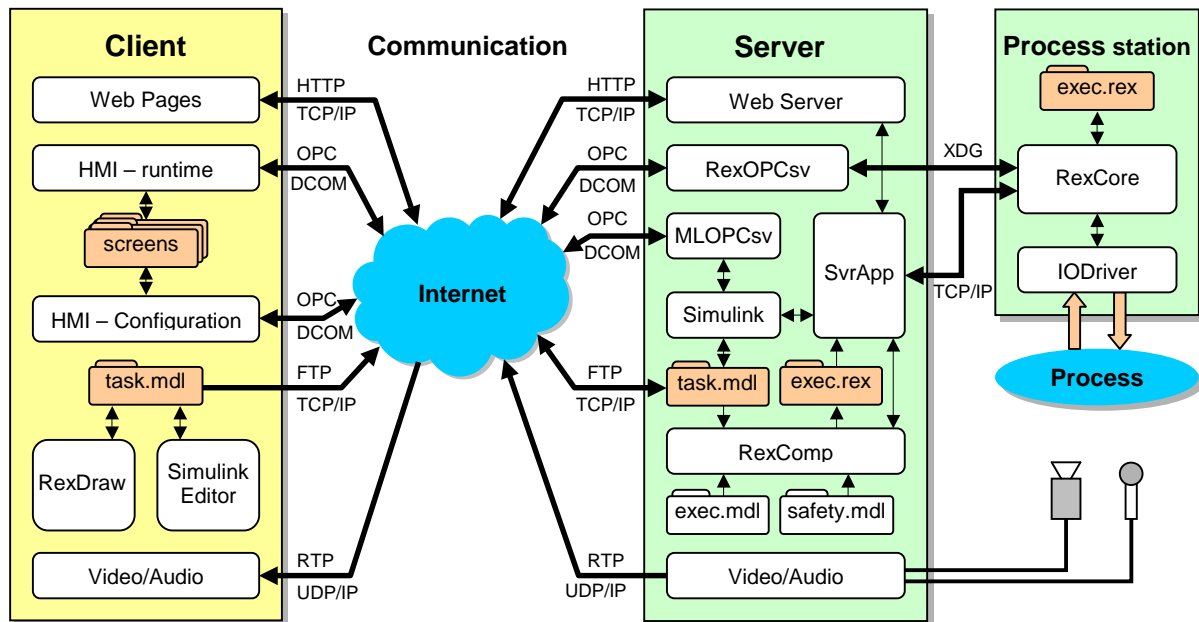 Client
Web Pages
HMI – runtime
screens
HMI – Configuration
task.mdl
RexDraw
Simulink
Editor
Video/Audio
Communication
HTTP
TCP/IP
OPC
DCOM
OPC
DCOM
FTP
TCP/IP
RTP
UDP/IP
Internet
HTTP
TCP/IP
OPC
DCOM
OPC
DCOM
FTP
TCP/IP
RTP
UDP/IP
Server
Web Server
RexOPCsv
MLOPCsv
SvrApp
Simulink
task.mdl
exec.rex
RexComp
exec.mdl
safety.mdl
Video/Audio
XDG
TCP/IP
Process station
exec.rex
RexCore
IODriver
Process